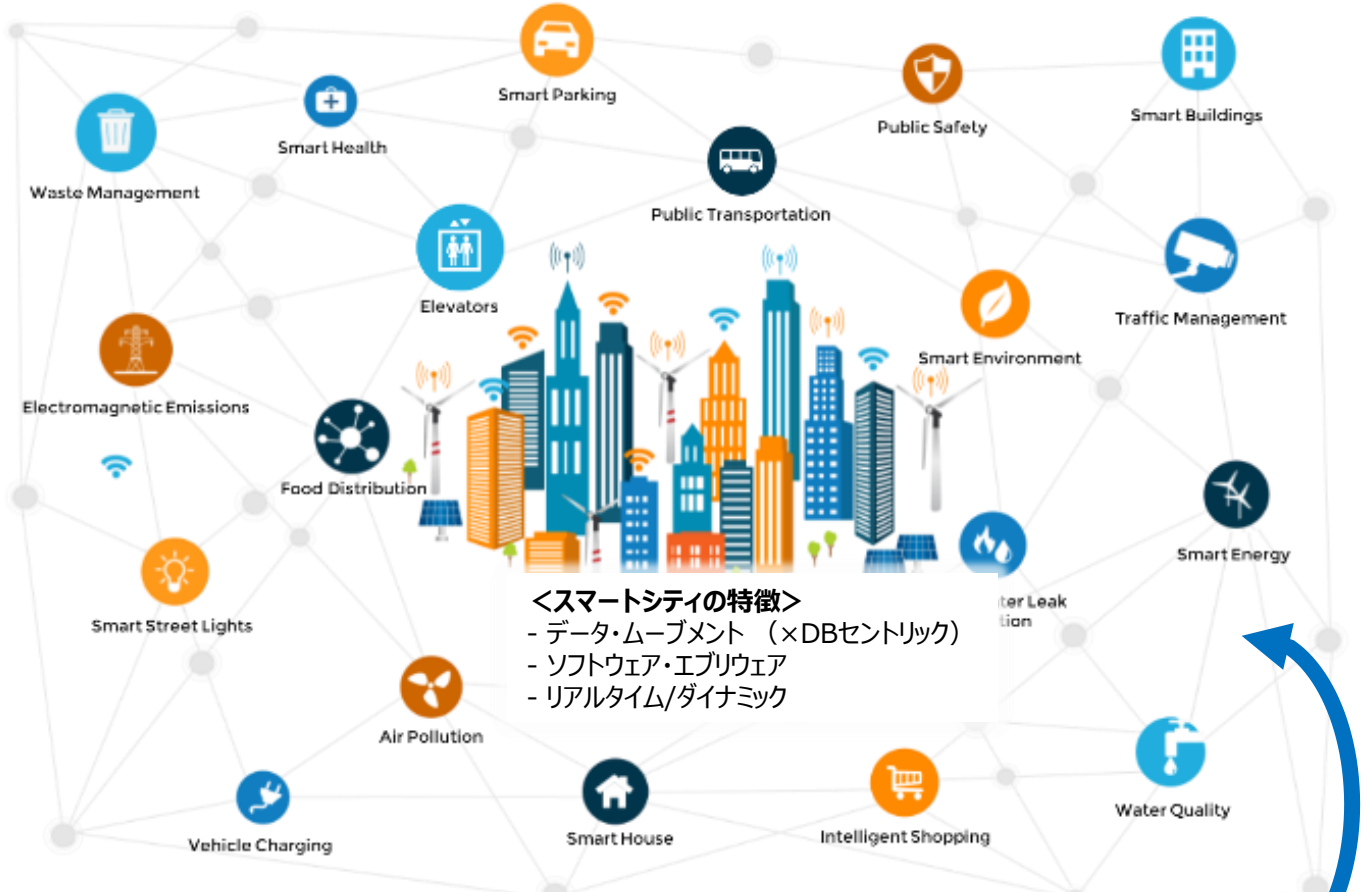 Smart Parking
Public Safety
Smart Buildings
Smart Health
Waste Management
Public Transportation
Elevators
Traffic Management
Smart Environment
Electromagnetic Emissions
Food Distribution
Smart Energy
Smart Street Lights
<スマートシティの特徴>
- データ・ムーブメント （×DBセントリック）
- ソフトウェア・エブリウェア
- リアルタイム/ダイナミック
Leak
Air Pollution
Water Quality
Vehicle Charging
Smart House
Intelligent Shopping